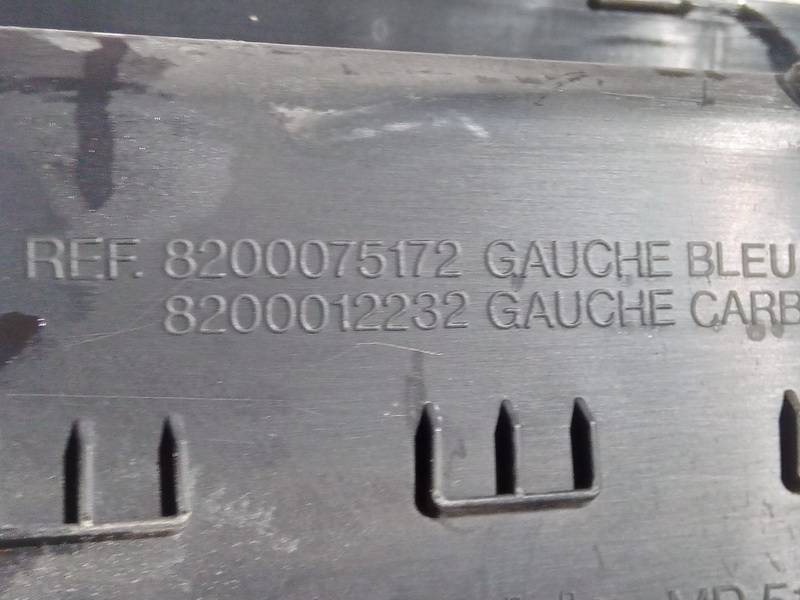 REF. 8200075172 GAUCHE BLEU
8200012232 GAUCHE CARB